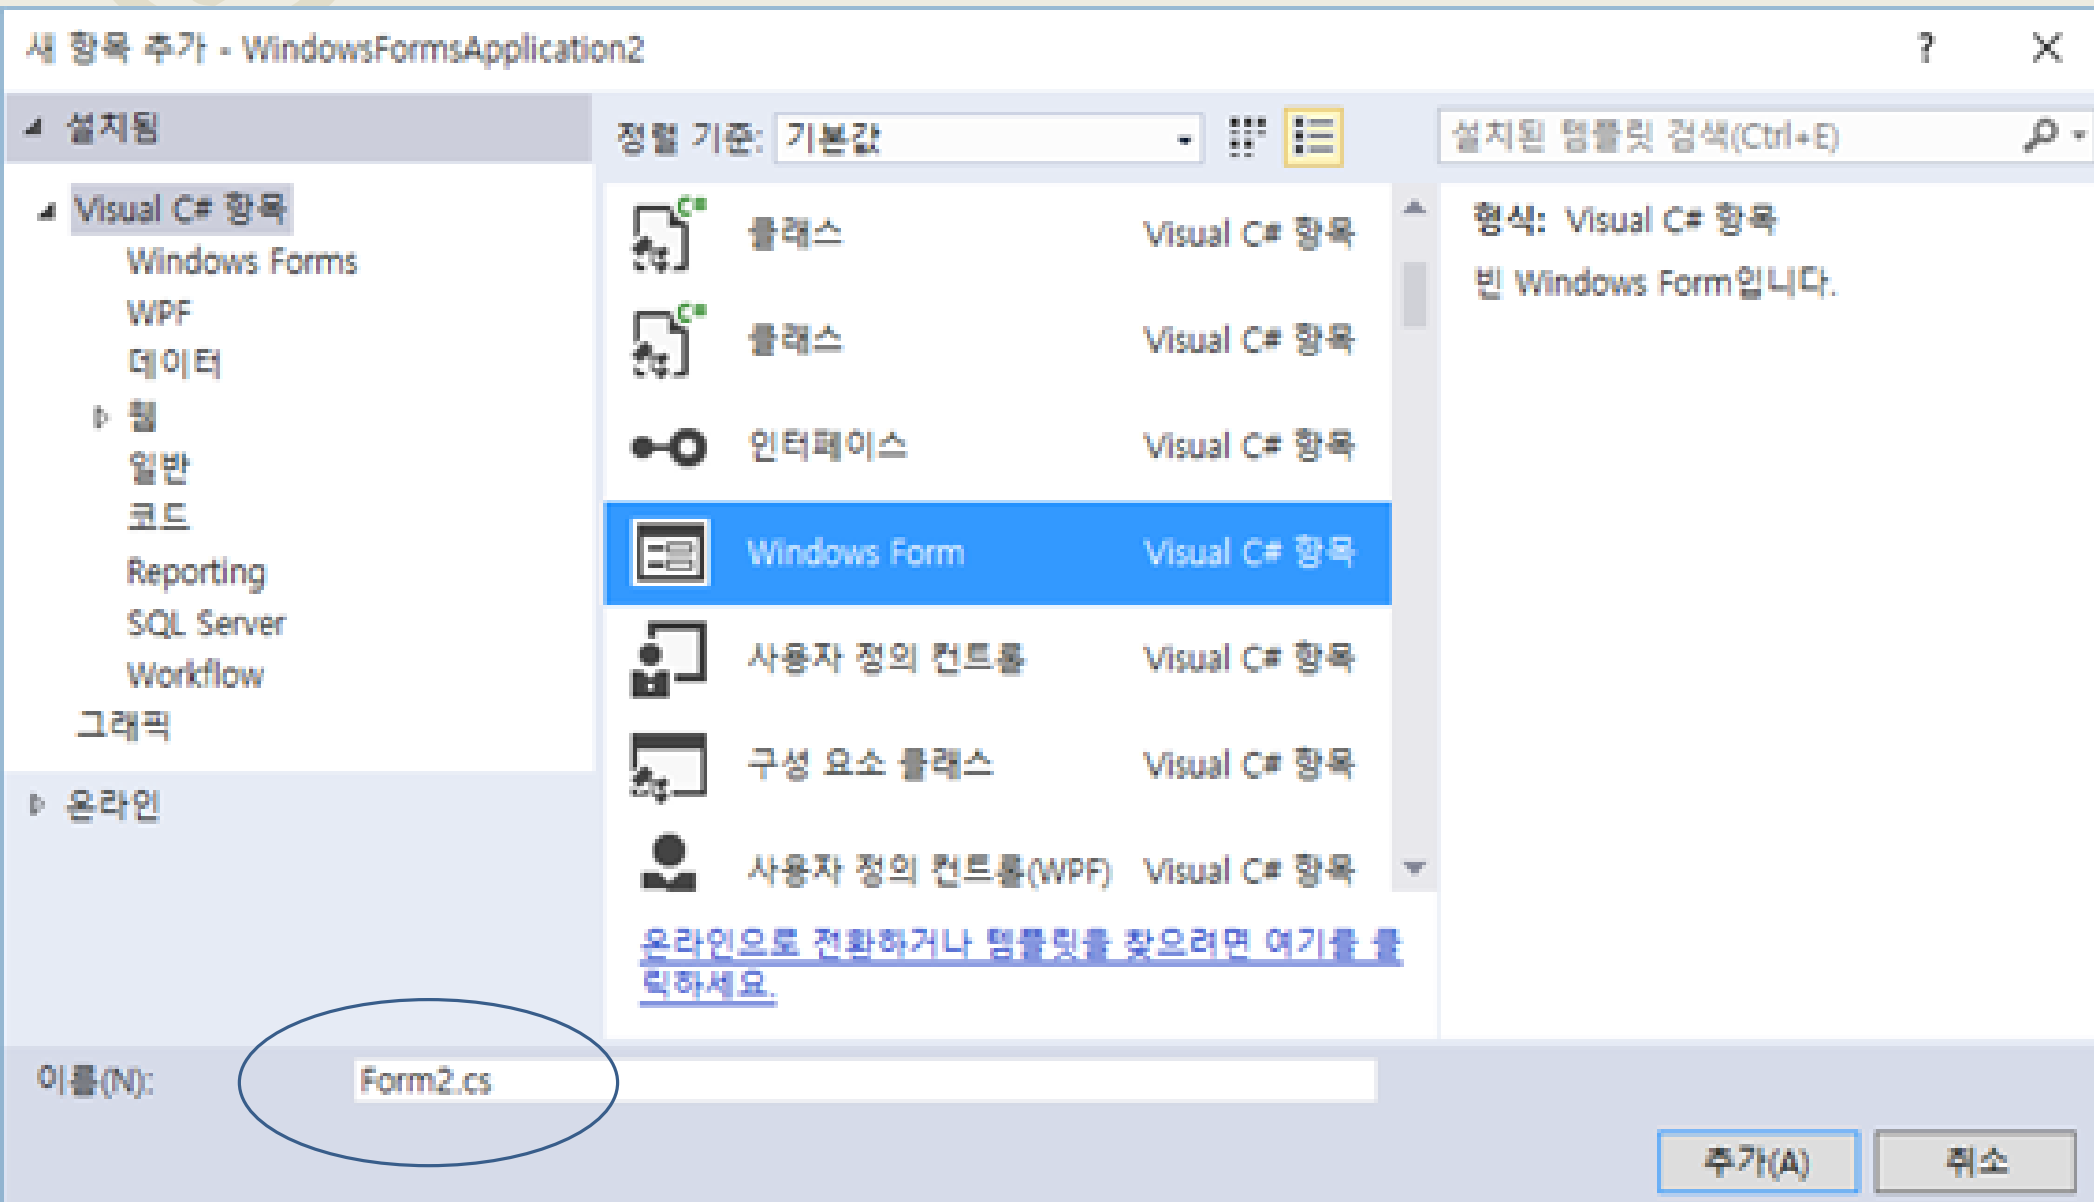 새 항목 추가 - WindowsFormsApplication2
?
설치됨
Visual C# 항목
Windows Forms
WPF
데이터
웹
일반
코드
Reporting
SQL Server
Workflow
그래픽
온라인
정렬 기준: 기본값
클래스 Visual C# 항목
클래스 Visual C# 항목
인터페이스 Visual C# 항목
Windows Form Visual C# 항목
사용자 정의 컨트롤 Visual C# 항목
구성 요소 클래스 Visual C# 항목
사용자 정의 컨트롤(WPF) Visual C# 항목
온라인으로 전환하거나 템플릿을 찾으려면 여기를 클
릭하세요.
설치된 템플릿 검색(Ctrl+E)
형식: Visual C# 항목
빈 Windows Form입니다.
이름(N): Form2.cs
추가(A) 취소